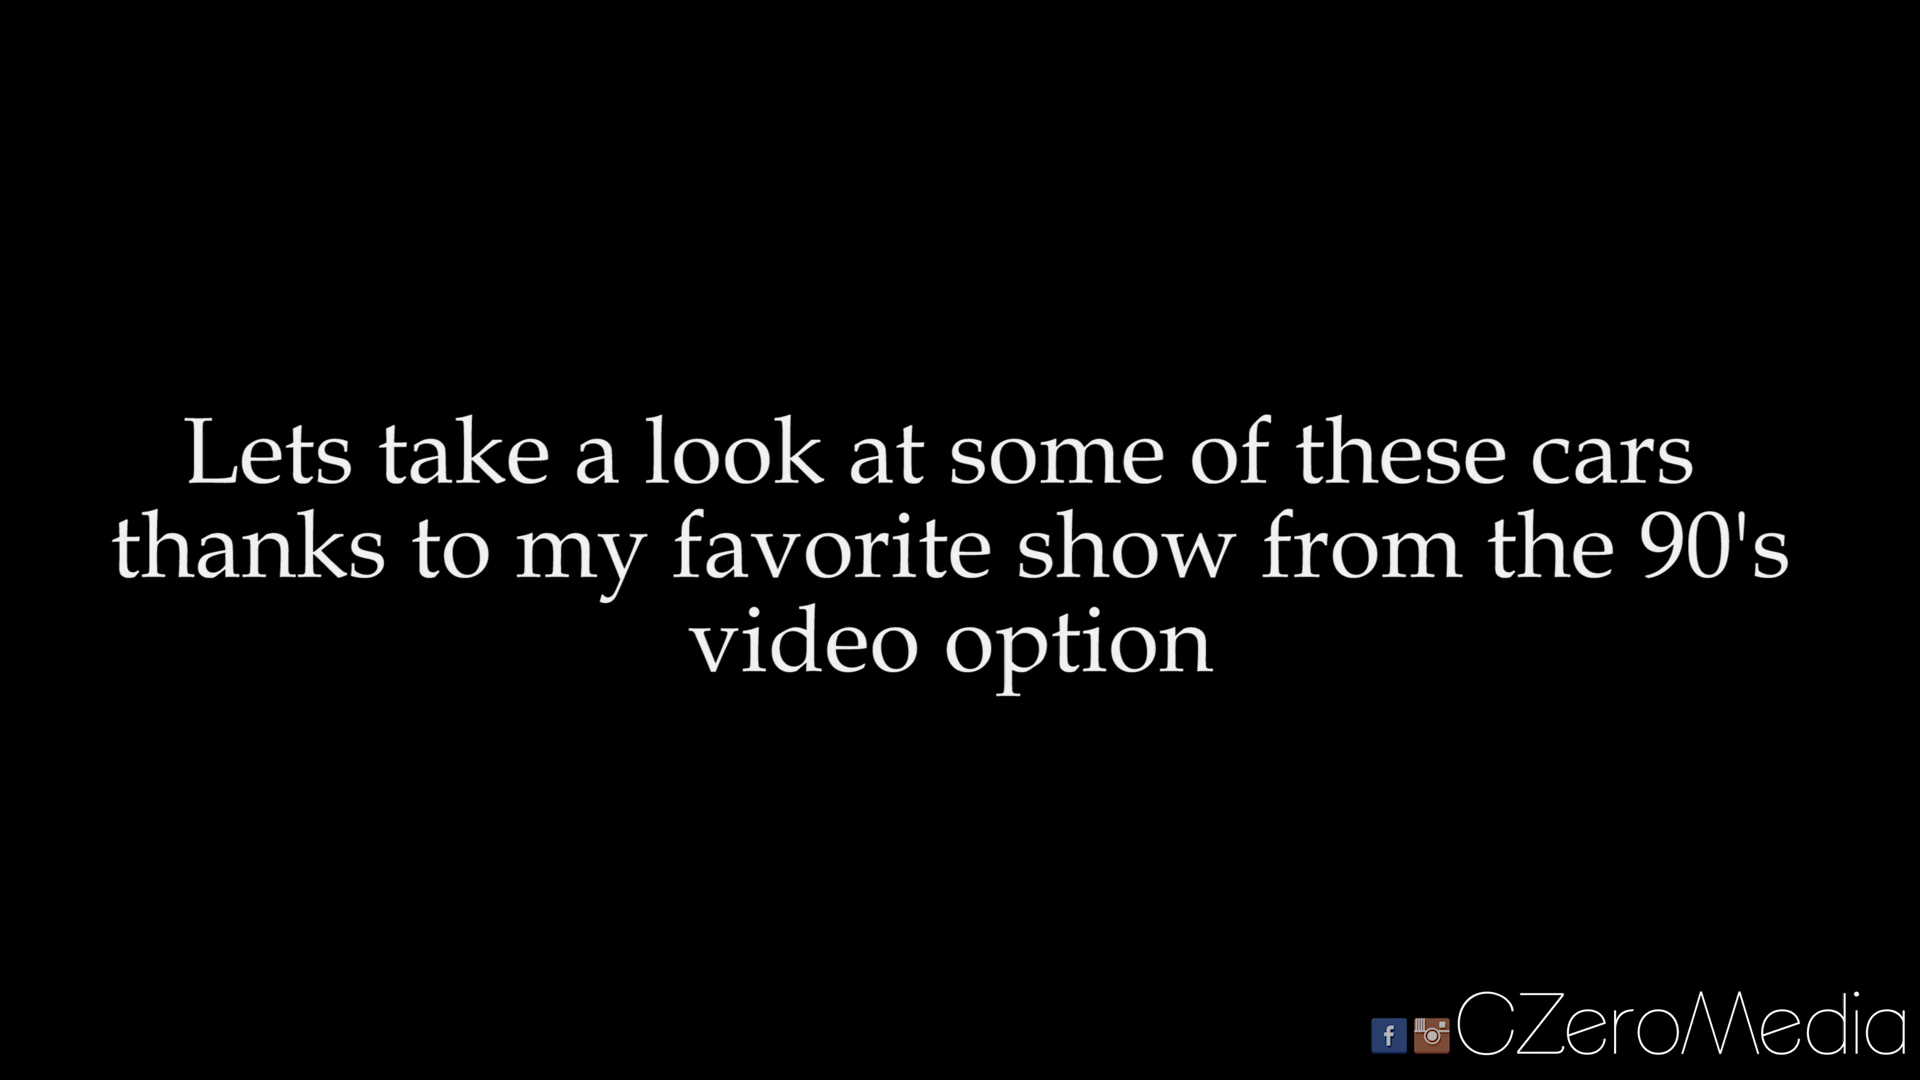 Lets take a look at some of these cars
thanks to my favorite show from the 90's
video option
CZeroMedia